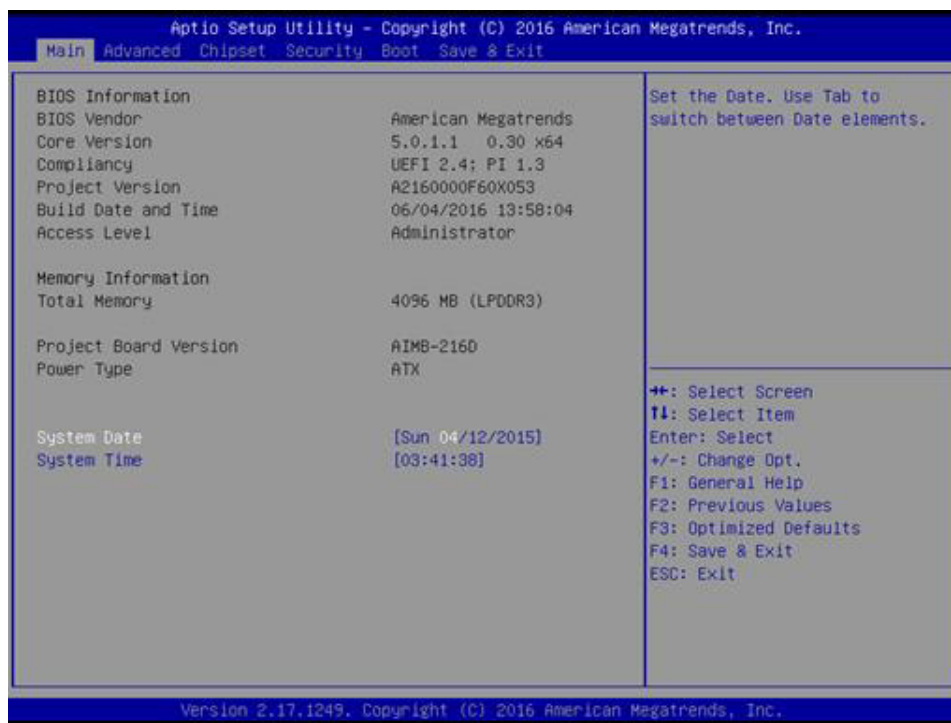 Aptio Setup Utility – Copyright (C) 2016 American Megatrends, Inc.
Main Advanced Chipset Security Boot Save & Exit
BIOS Information
BIOS Vendor American Megatrends
Core Version 5.0.1.1 0.30 x64
Compliancy UEFI 2.4; PI 1.3
Project Version A2160000F60X053
Build Date and Time 06/04/2016 13:58:04
Access Level Administrator
Memory Information
Total Memory 4096 MB (LPDDR3)
Project Board Version AIMB-216D
Power Type ATX
System Date [Sun 04/12/2015]
System Time [03:41:38]
Set the Date. Use Tab to
switch between Date elements.
→←: Select Screen
↑↓: Select Item
Enter: Select
+/-: Change Opt.
F1: General Help
F2: Previous Values
F3: Optimized Defaults
F4: Save & Exit
ESC: Exit
Version 2.17.1249. Copyright (C) 2016 American Megatrends, Inc.